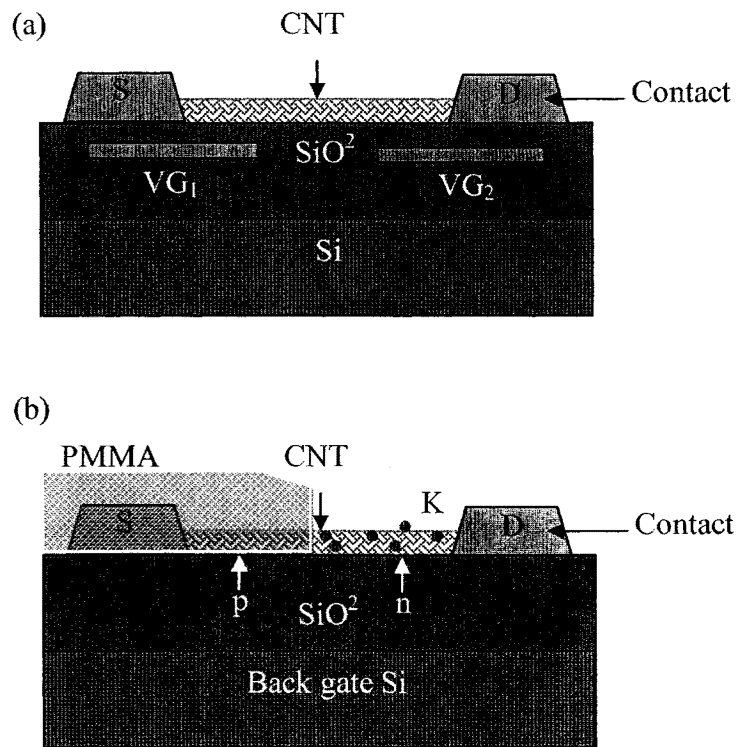 (a)
CNT
S
D
Contact
SiO²
VG₁
VG₂
Si
(b)
PMMA
CNT
K
S
D
Contact
p
n
SiO²
Back gate Si